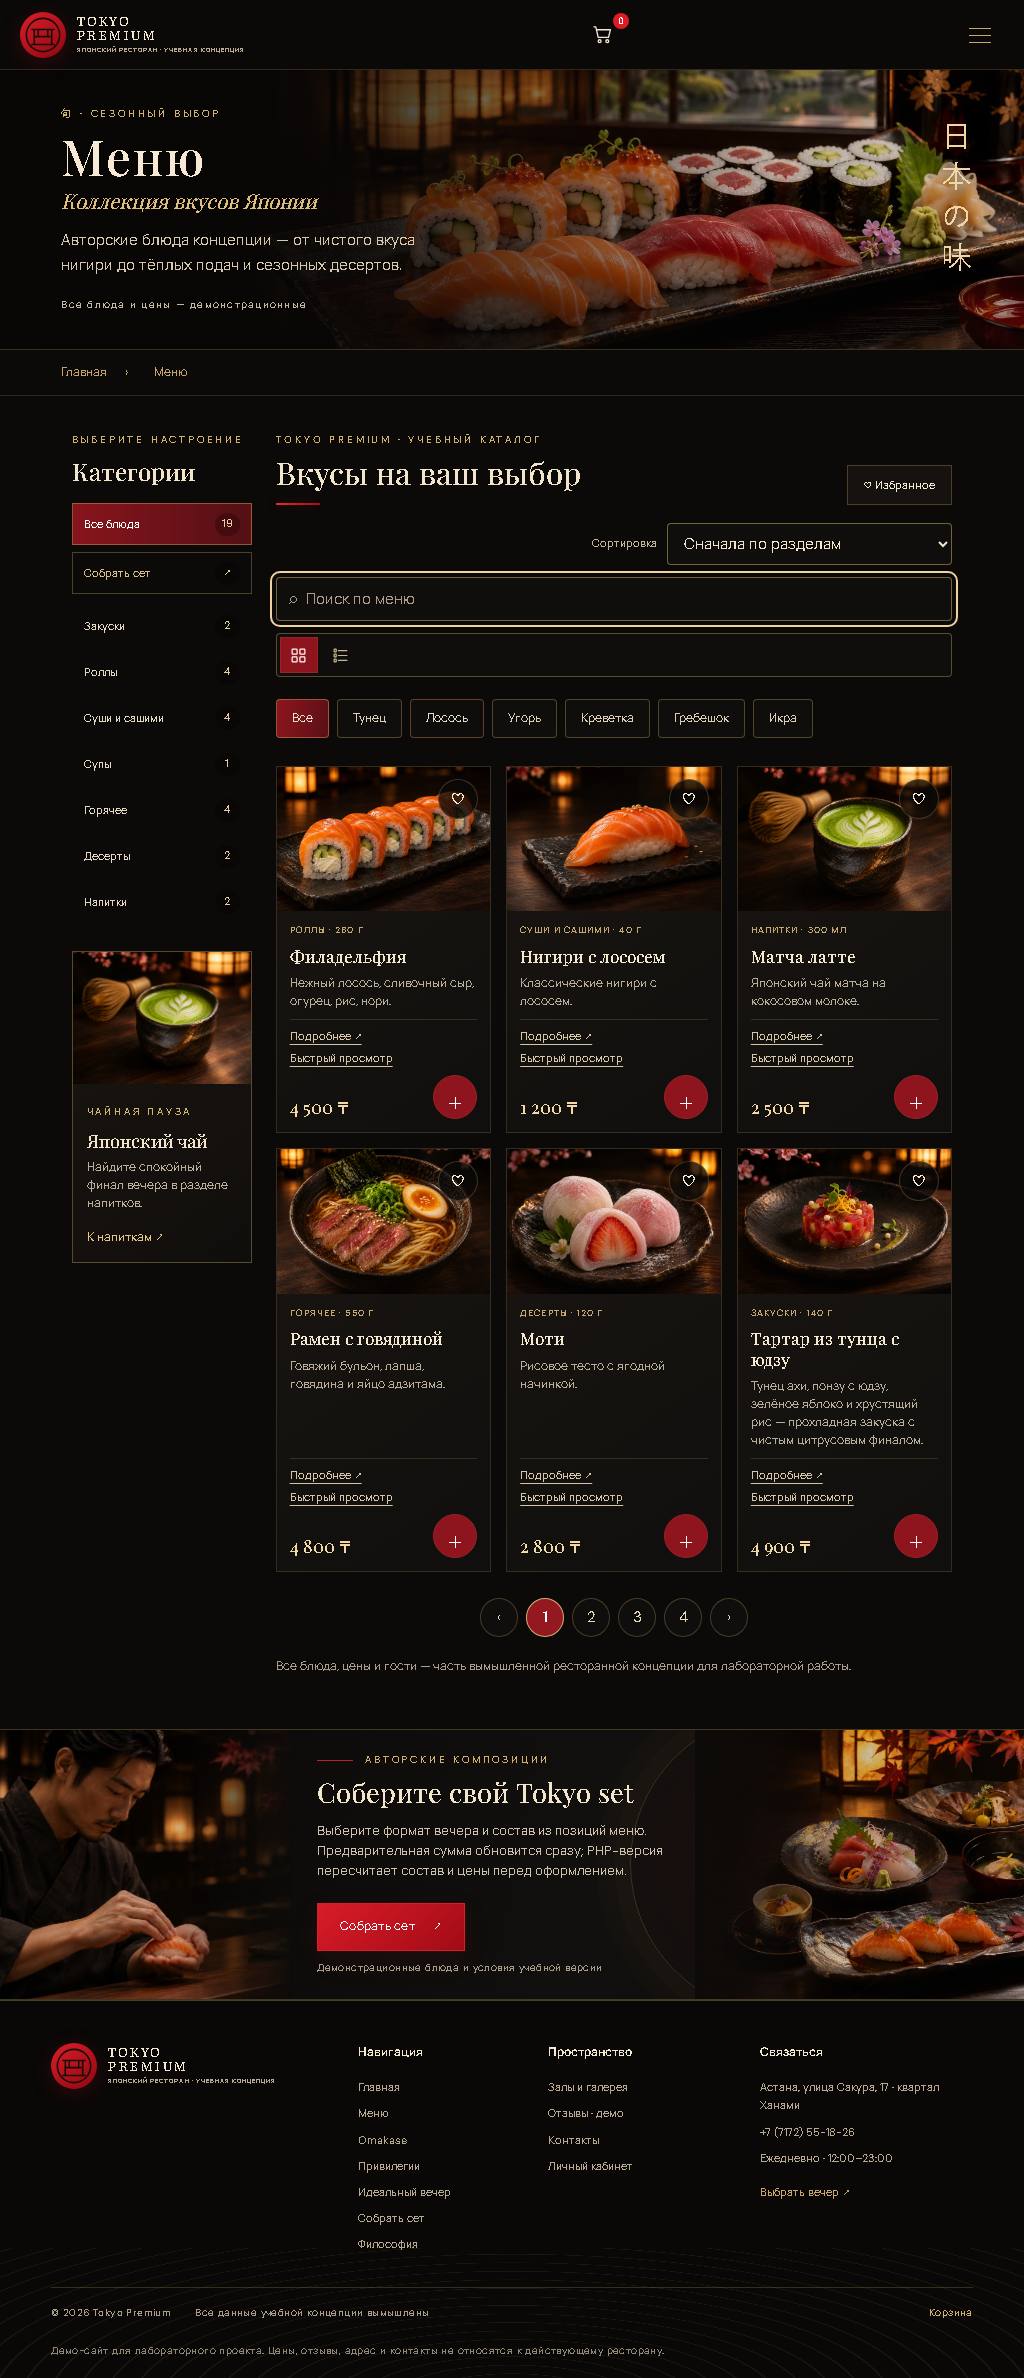 TOKYO
PREMIUM
ЯПОНСКИЙ РЕСТОРАН · УЧЕБНАЯ КОНЦЕПЦИЯ
0
旬 · СЕЗОННЫЙ ВЫБОР
Меню
Коллекция вкусов Японии
Авторские блюда концепции — от чистого вкуса
нигири до тёплых подач и сезонных десертов.
Все блюда и цены — демонстрационные
日本の味
Главная › Меню
ВЫБЕРИТЕ НАСТРОЕНИЕ
Категории
Все блюда 19
Собрать сет ↗
Закуски 2
Роллы 4
Суши и сашими 4
Супы 1
Горячее 4
Десерты 2
Напитки 2
ЧАЙНАЯ ПАУЗА
Японский чай
Найдите спокойный
финал вечера в разделе
напитков.
К напиткам ↗
TOKYO PREMIUM · УЧЕБНЫЙ КАТАЛОГ
Вкусы на ваш выбор
♡ Избранное
Сортировка Сначала по разделам
⌕ Поиск по меню
Все Тунец Лосось Угорь Креветка Гребешок Икра
РОЛЛЫ · 280 Г
Филадельфия
Нежный лосось, сливочный сыр,
огурец, рис, нори.
Подробнее ↗
Быстрый просмотр
4 500 ₸ +
СУШИ И САШИМИ · 40 Г
Нигири с лососем
Классические нигири с
лососем.
Подробнее ↗
Быстрый просмотр
1 200 ₸ +
НАПИТКИ · 300 МЛ
Матча латте
Японский чай матча на
кокосовом молоке.
Подробнее ↗
Быстрый просмотр
2 500 ₸ +
ГОРЯЧЕЕ · 550 Г
Рамен с говядиной
Говяжий бульон, лапша,
говядина и яйцо адзитама.
Подробнее ↗
Быстрый просмотр
4 800 ₸ +
ДЕСЕРТЫ · 120 Г
Моти
Рисовое тесто с ягодной
начинкой.
Подробнее ↗
Быстрый просмотр
2 800 ₸ +
ЗАКУСКИ · 140 Г
Тартар из тунца с
юдзу
Тунец ахи, понзу с юдзу,
зелёное яблоко и хрустящий
рис — прохладная закуска с
чистым цитрусовым финалом.
Подробнее ↗
Быстрый просмотр
4 900 ₸ +
‹ 1 2 3 4 ›
Все блюда, цены и гости — часть вымышленной ресторанной концепции для лабораторной работы.
АВТОРСКИЕ КОМПОЗИЦИИ
Соберите свой Tokyo set
Выберите формат вечера и состав из позиций меню.
Предварительная сумма обновится сразу; PHP-версия
пересчитает состав и цены перед оформлением.
Собрать сет ↗
Демонстрационные блюда и условия учебной версии
TOKYO
PREMIUM
ЯПОНСКИЙ РЕСТОРАН · УЧЕБНАЯ КОНЦЕПЦИЯ
Навигация
Главная
Меню
Omakase
Привилегии
Идеальный вечер
Собрать сет
Философия
Пространство
Залы и галерея
Отзывы · демо
Контакты
Личный кабинет
Связаться
Астана, улица Сакура, 17 · квартал
Ханами
+7 (7172) 55-18-26
Ежедневно · 12:00–23:00
Выбрать вечер ↗
© 2026 Tokyo Premium Все данные учебной концепции вымышлены Корзина
Демо-сайт для лабораторного проекта. Цены, отзывы, адрес и контакты не относятся к действующему ресторану.